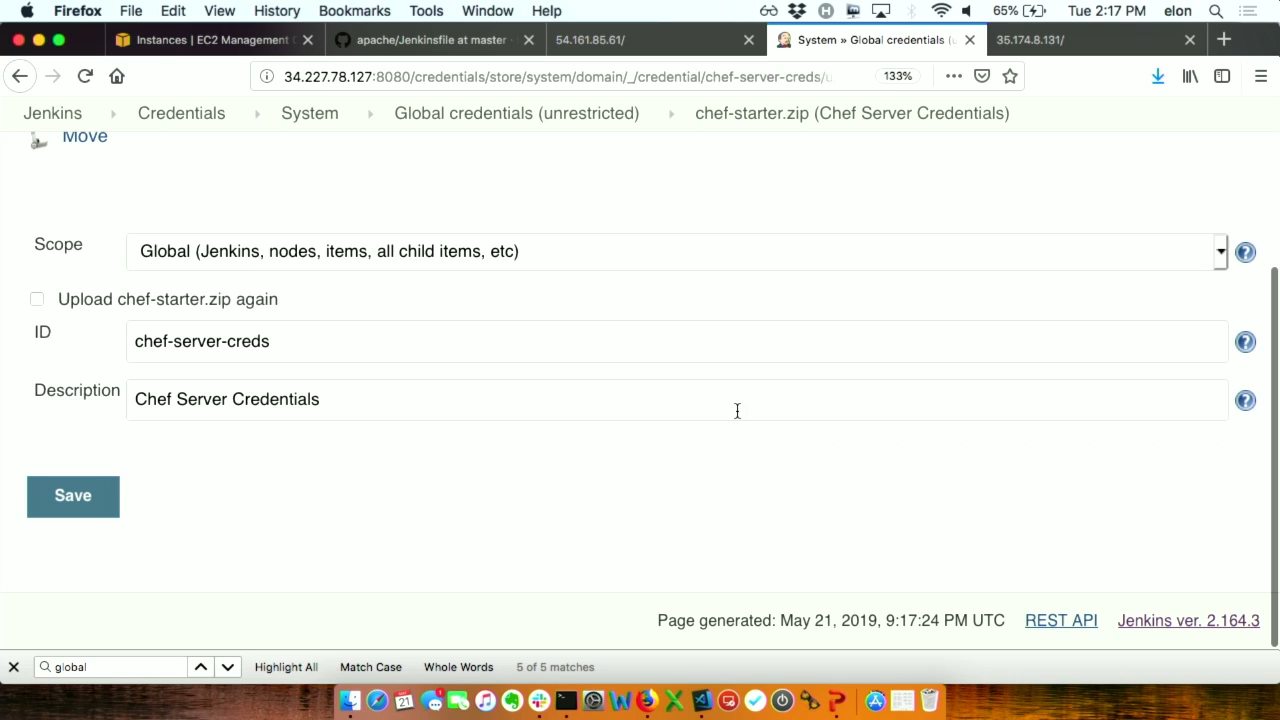 Firefox File Edit View History Bookmarks Tools Window Help 65% Tue 2:17 PM elon
Instances | EC2 Management apache/Jenkinsfile at master 54.161.85.61/ System » Global credentials (u 35.174.8.131/
34.227.78.127:8080/credentials/store/system/domain/_/credential/chef-server-creds/u 133%
Jenkins Credentials System Global credentials (unrestricted) chef-starter.zip (Chef Server Credentials)
Move
Scope Global (Jenkins, nodes, items, all child items, etc)
Upload chef-starter.zip again
ID chef-server-creds
Description Chef Server Credentials
Save
Page generated: May 21, 2019, 9:17:24 PM UTC REST API Jenkins ver. 2.164.3
global Highlight All Match Case Whole Words 5 of 5 matches